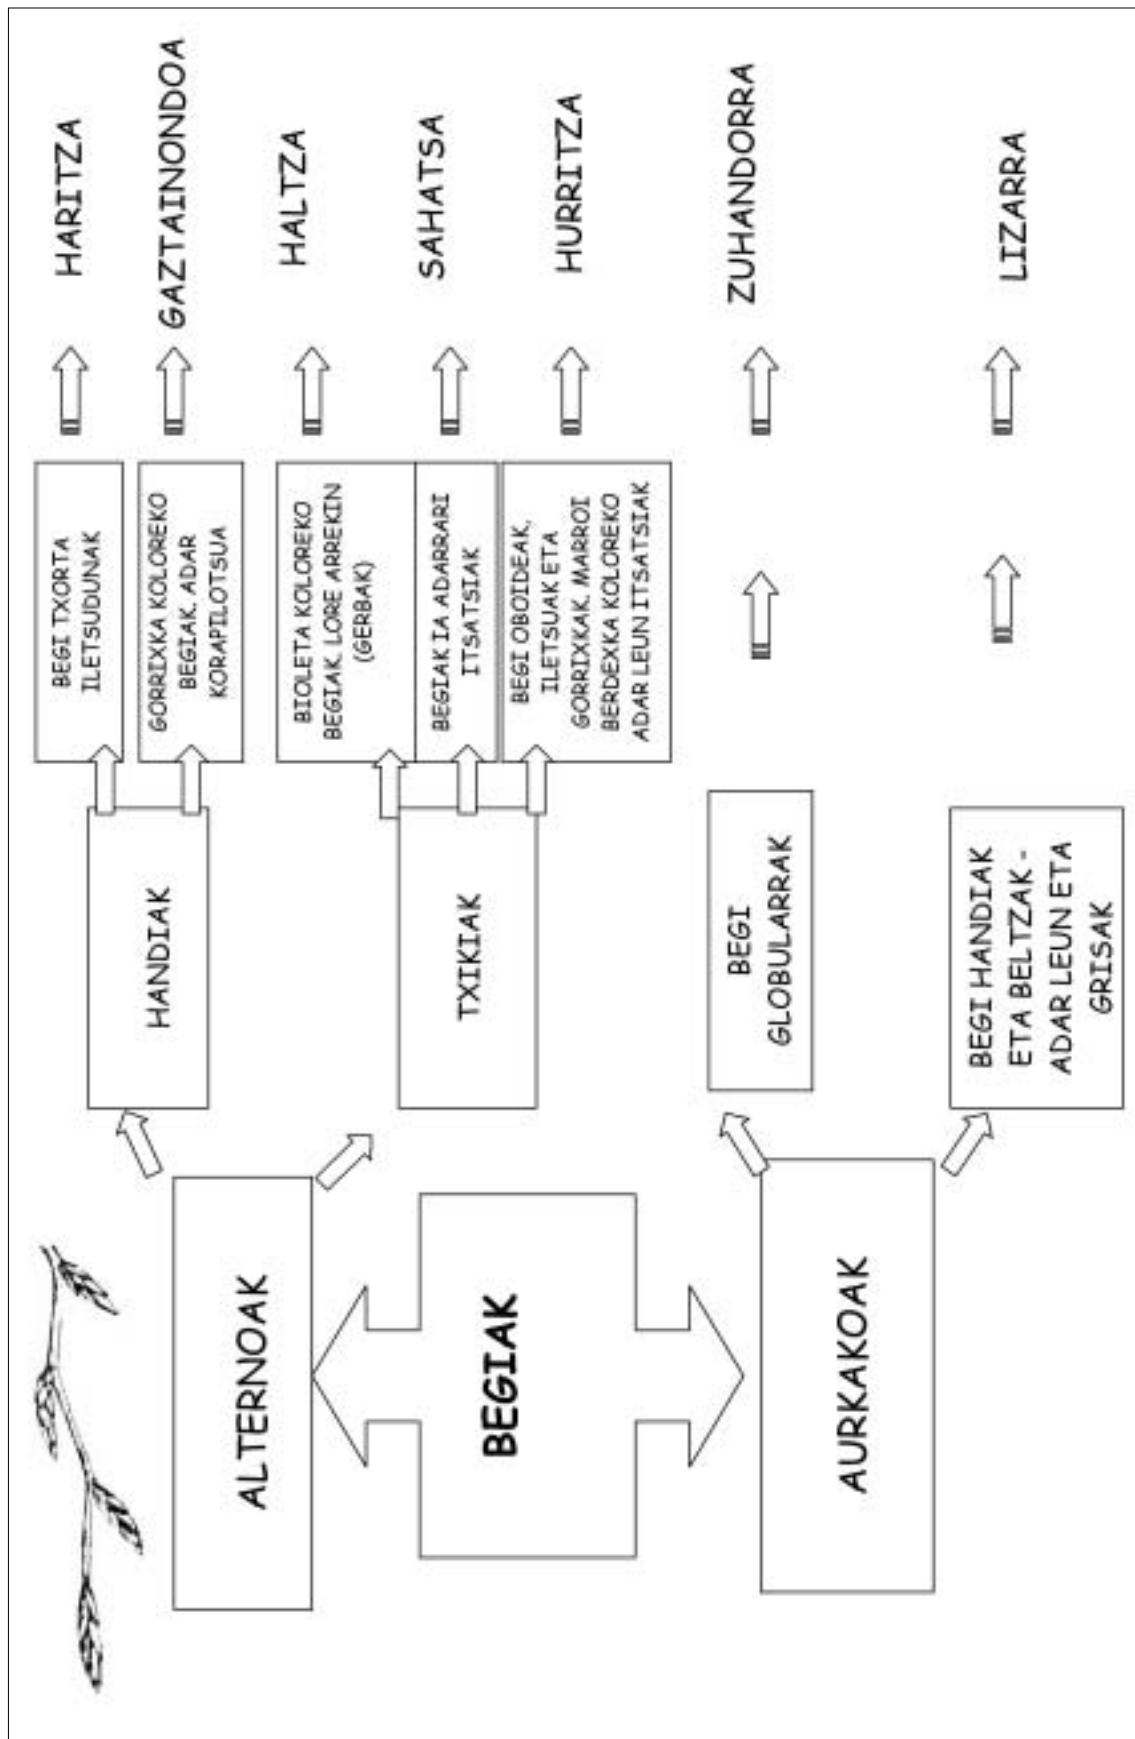 BEGIAK
ALTERNOAK
HANDIAK
BEGI TXORTA
ILETSUDUNAK
HARITZA
GORRIXKA KOLOREKO
BEGIAK. ADAR
KORAPILOTSUA
GAZTAINONDOA
TXIKIAK
BIOLETA KOLOREKO
BEGIAK. LORE ARREKIN
(GERBAK)
HALTZA
BEGIAK IA ADARRARI
ITSATSIAK
SAHATSA
BEGI OBOIDEAK,
ILETSUAK ETA
GORRIXKAK. MARROI
BERDEXKA KOLOREKO
ADAR LEUN ITSATSIAK
HURRITZA
AURKAKOAK
BEGI
GLOBULARRAK
ZUHANDORRA
BEGI HANDIAK
ETA BELTZAK -
ADAR LEUN ETA
GRISAK
LIZARRA